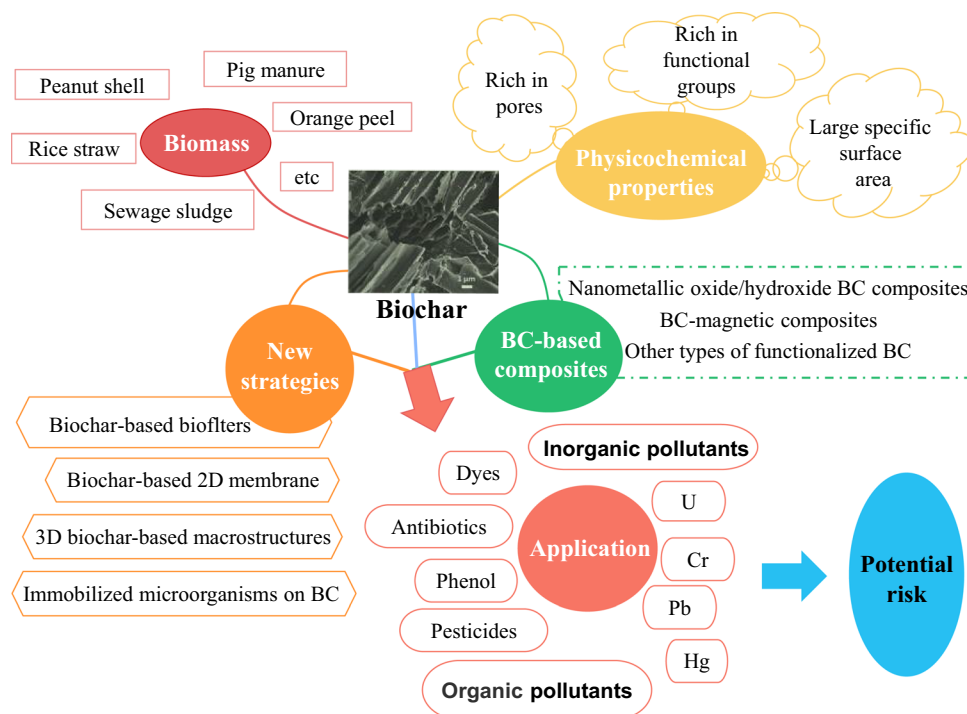 Peanut shell
Pig manure
Orange peel
Rice straw
Biomass
etc
Sewage sludge
Rich in
pores
Rich in
functional
groups
Large specific
surface
area
Physicochemical
properties
1 μm
Biochar
New
strategies
BC-based
composites
Nanometallic oxide/hydroxide BC composites
BC-magnetic composites
Other types of functionalized BC
Biochar-based bioflters
Biochar-based 2D membrane
3D biochar-based macrostructures
Immobilized microorganisms on BC
Inorganic pollutants
Dyes
Antibiotics
Phenol
Pesticides
Organic pollutants
Application
U
Cr
Pb
Hg
Potential
risk